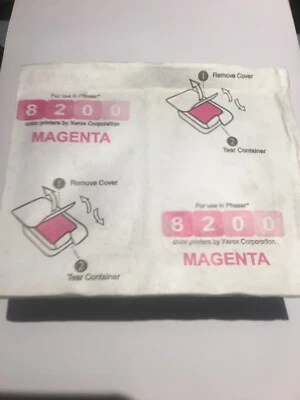 For use in Phaser™
8200
color printers by Xerox Corporation
MAGENTA
1 Remove Cover
2
Tear Container
1 Remove Cover
2
Tear Container
For use in Phaser™
8200
color printers by Xerox Corporation.
MAGENTA